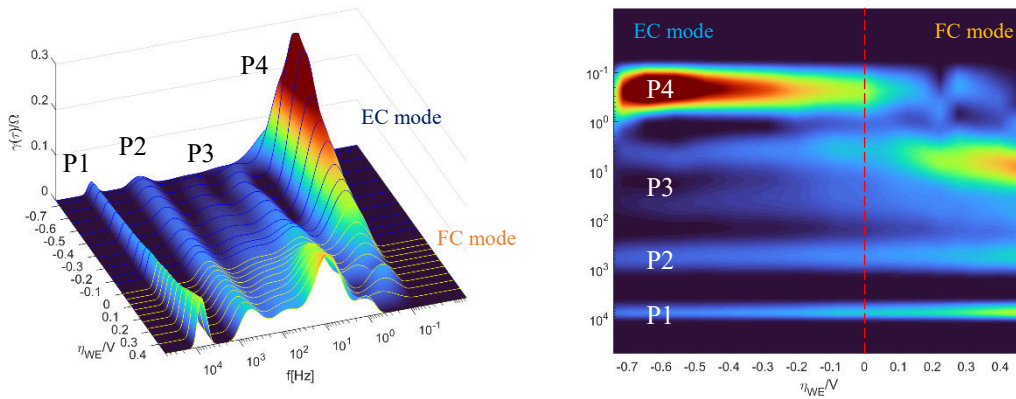 0.3
0.2
0.1
0
γ(τ)/Ω
P1
P2
P3
P4
EC mode
FC mode
-0.7
-0.6
-0.5
-0.4
-0.3
-0.2
-0.1
0
0.1
0.2
0.3
0.4
η_WE/V
10⁴
10³
10²
10¹
10⁰
10⁻¹
f[Hz]
EC mode
FC mode
10⁻¹
10⁰
10¹
10²
10³
10⁴
P4
P3
P2
P1
-0.7 -0.6 -0.5 -0.4 -0.3 -0.2 -0.1 0 0.1 0.2 0.3 0.4
η_WE/V